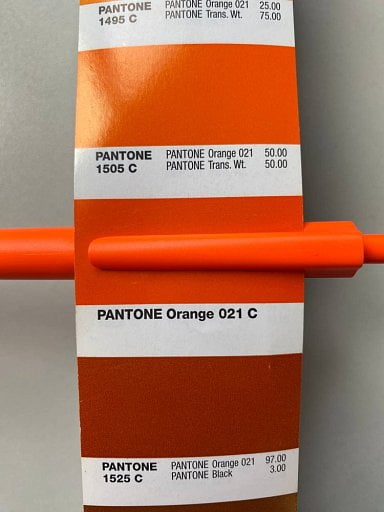 PANTONE PANTONE Orange 021 25.00
1495 C PANTONE Trans. Wt. 75.00
PANTONE PANTONE Orange 021 50.00
1505 C PANTONE Trans. Wt. 50.00
PANTONE Orange 021 C
PANTONE PANTONE Orange 021 97.00
1525 C PANTONE Black 3.00